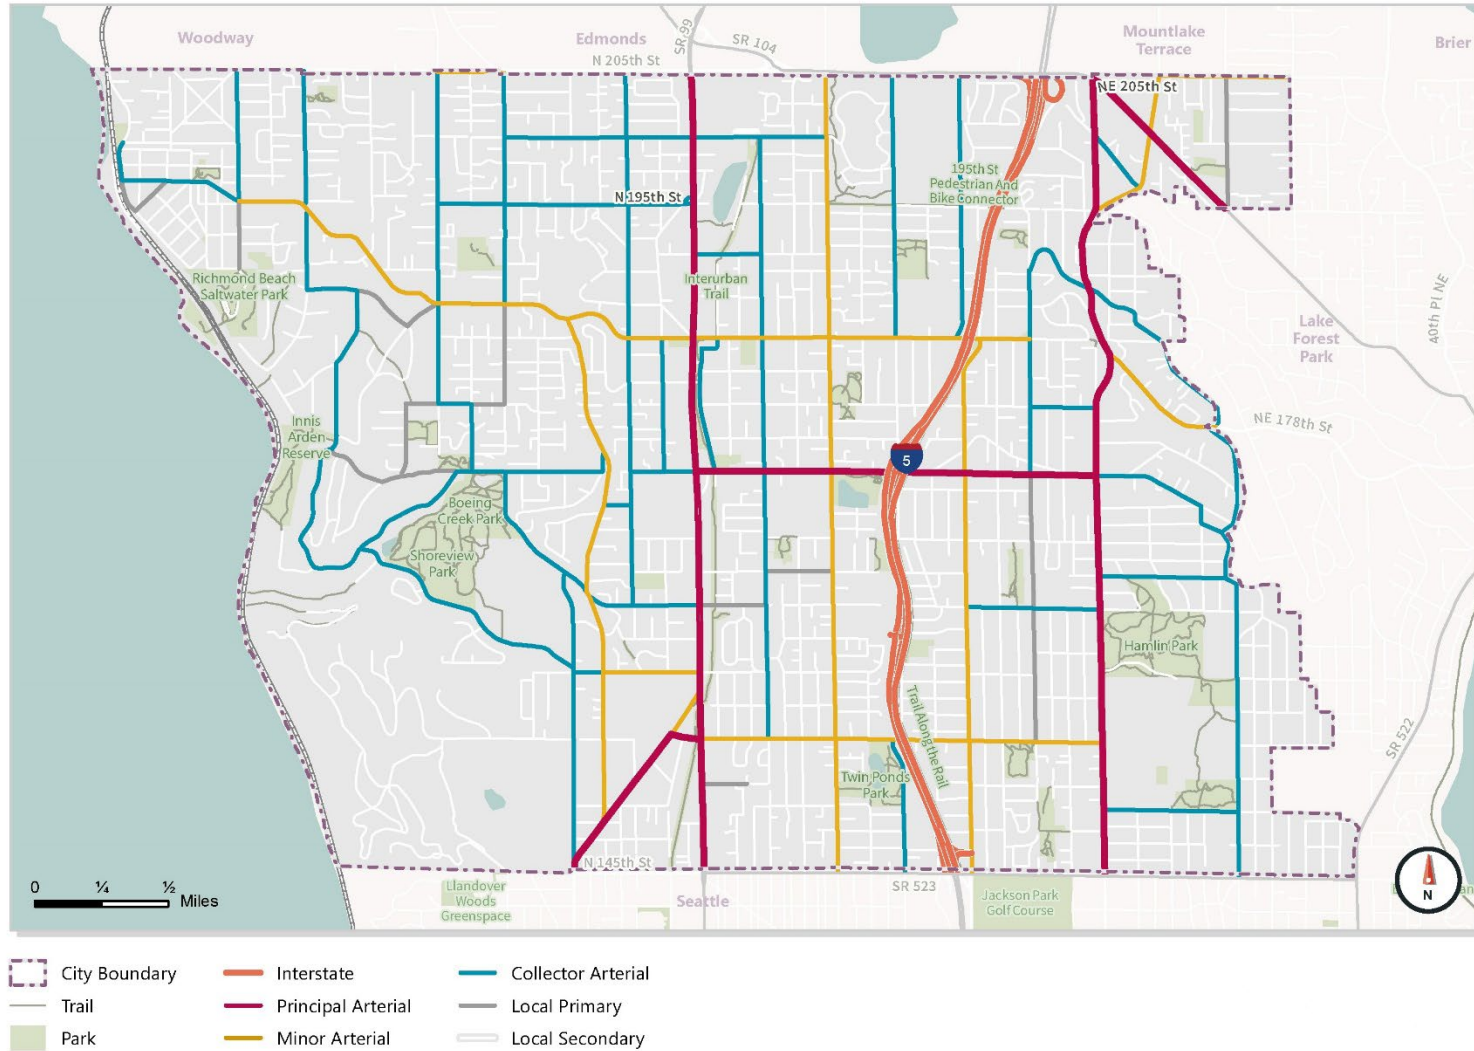 Woodway
Edmonds
SR 99
SR 104
N 205th St
Mountlake
Terrace
Brier
NE 205th St
195th St
Pedestrian And
Bike Connector
N 195th St
Richmond Beach
Saltwater Park
Interurban
Trail
Lake
Forest
Park
40th Pl NE
Innis
Arden
Reserve
NE 178th St
5
Boeing
Creek Park
Shoreview
Park
Hamlin Park
Trail Along the Rail
SR 522
Twin Ponds
Park
N 145th St
SR 523
0 ¼ ½
Miles
Llandover
Woods
Greenspace
Seattle
Jackson Park
Golf Course
N
City Boundary
Interstate
Collector Arterial
Trail
Principal Arterial
Local Primary
Park
Minor Arterial
Local Secondary